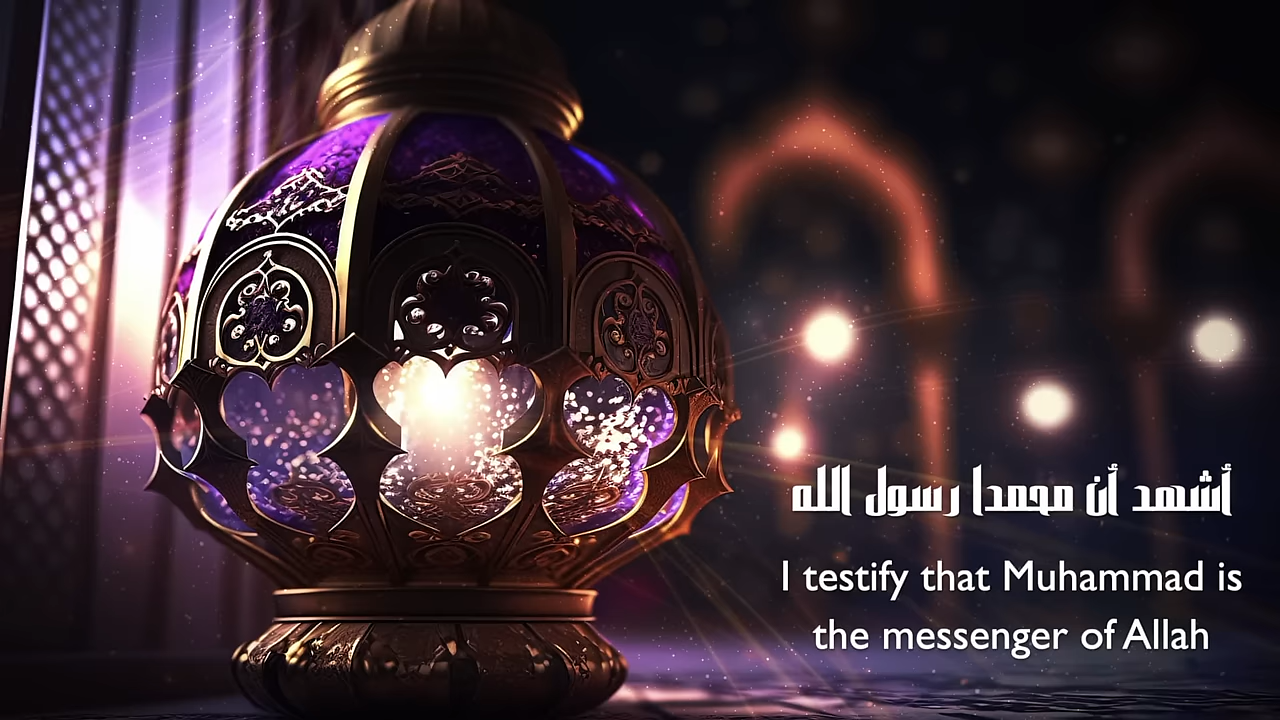 أشهد أن محمدا رسول الله
I testify that Muhammad is
the messenger of Allah